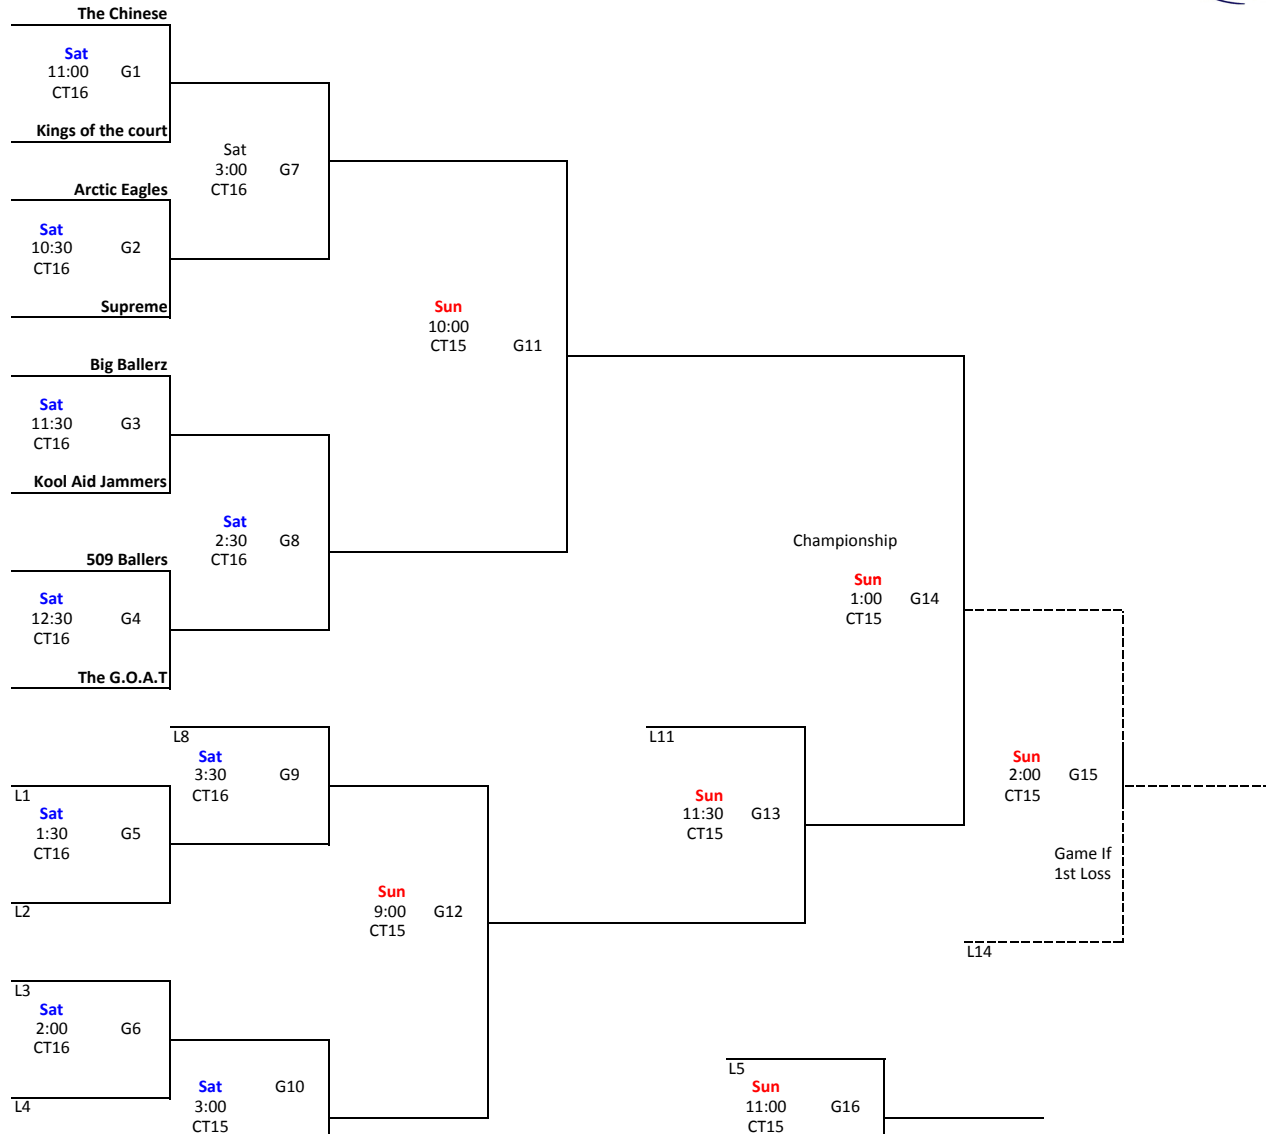 The Chinese
Sat
11:00 G1
CT16
Kings of the court
Sat
3:00 G7
CT16
Arctic Eagles
Sat
10:30 G2
CT16
Supreme
Sun
10:00
CT15 G11
Big Ballerz
Sat
11:30 G3
CT16
Kool Aid Jammers
Sat
2:30 G8
CT16
509 Ballers
Sat
12:30 G4
CT16
The G.O.A.T
Championship
Sun
1:00 G14
CT15
L8
Sat
3:30 G9
CT16
L1
Sat
1:30 G5
CT16
L2
L11
Sun
11:30 G13
CT15
Sun
2:00 G15
CT15
Game If
1st Loss
L14
Sun
9:00 G12
CT15
L3
Sat
2:00 G6
CT16
L4
Sat G10
3:00
CT15
L5
Sun
11:00 G16
CT15